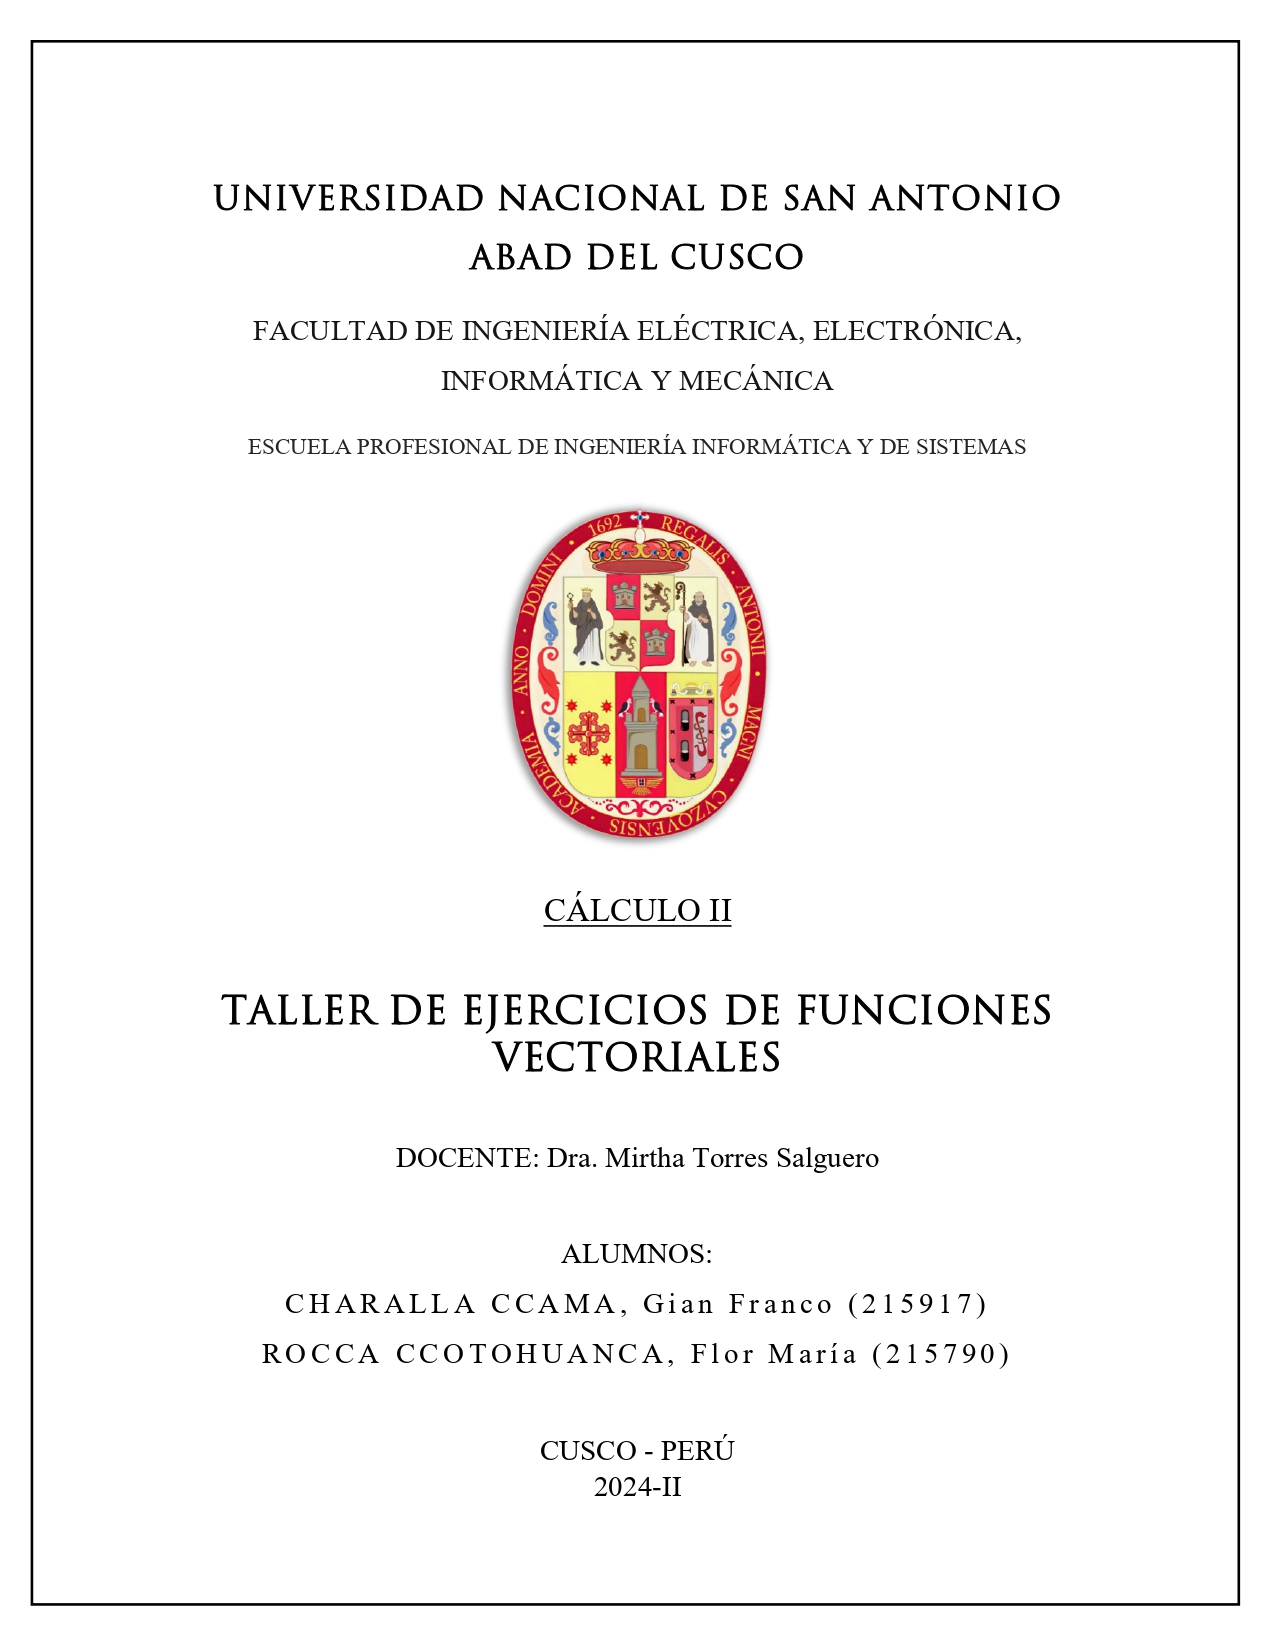 UNIVERSIDAD NACIONAL DE SAN ANTONIO
ABAD DEL CUSCO
FACULTAD DE INGENIERÍA ELÉCTRICA, ELECTRÓNICA,
INFORMÁTICA Y MECÁNICA
ESCUELA PROFESIONAL DE INGENIERÍA INFORMÁTICA Y DE SISTEMAS
ACADEMIA · ANNO · DOMINI · 1692 REGALIS · ANTONII · MAGNI · CVZQVENSIS ·
CÁLCULO II
TALLER DE EJERCICIOS DE FUNCIONES
VECTORIALES
DOCENTE: Dra. Mirtha Torres Salguero
ALUMNOS:
CHARALLA CCAMA, Gian Franco (215917)
ROCCA CCOTOHUANCA, Flor María (215790)
CUSCO - PERÚ
2024-II